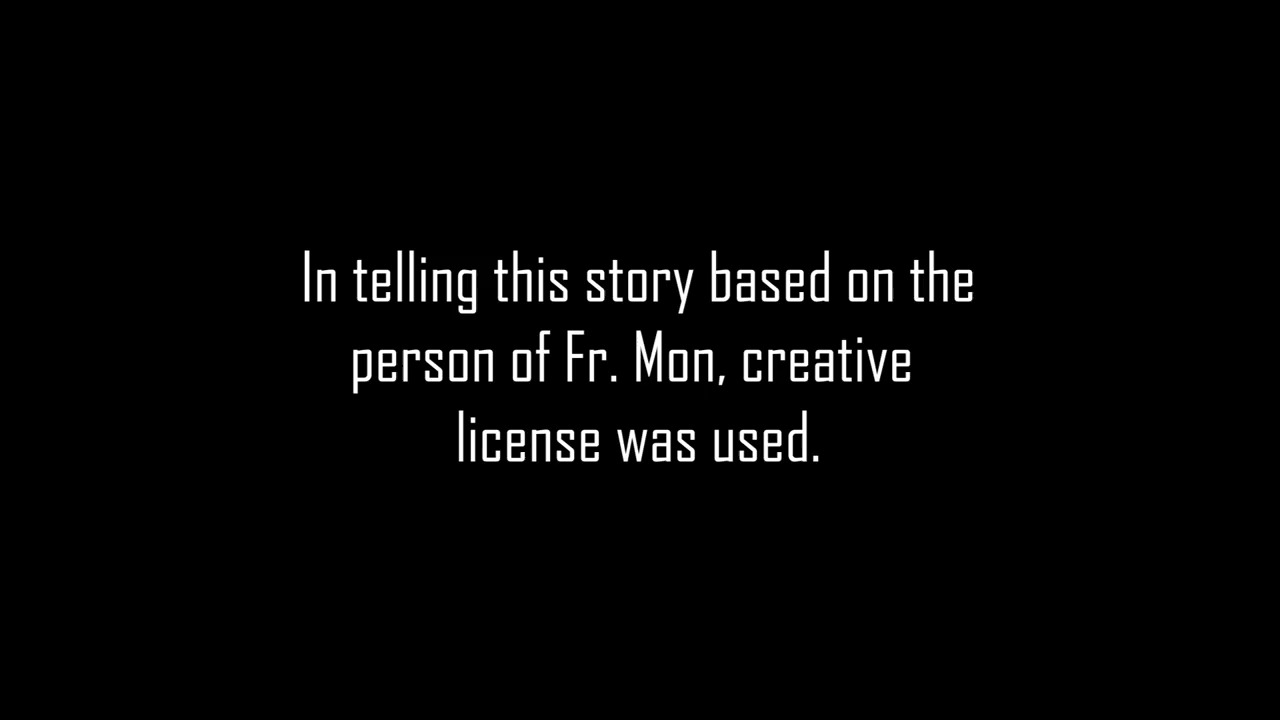 In telling this story based on the
person of Fr. Mon, creative
license was used.